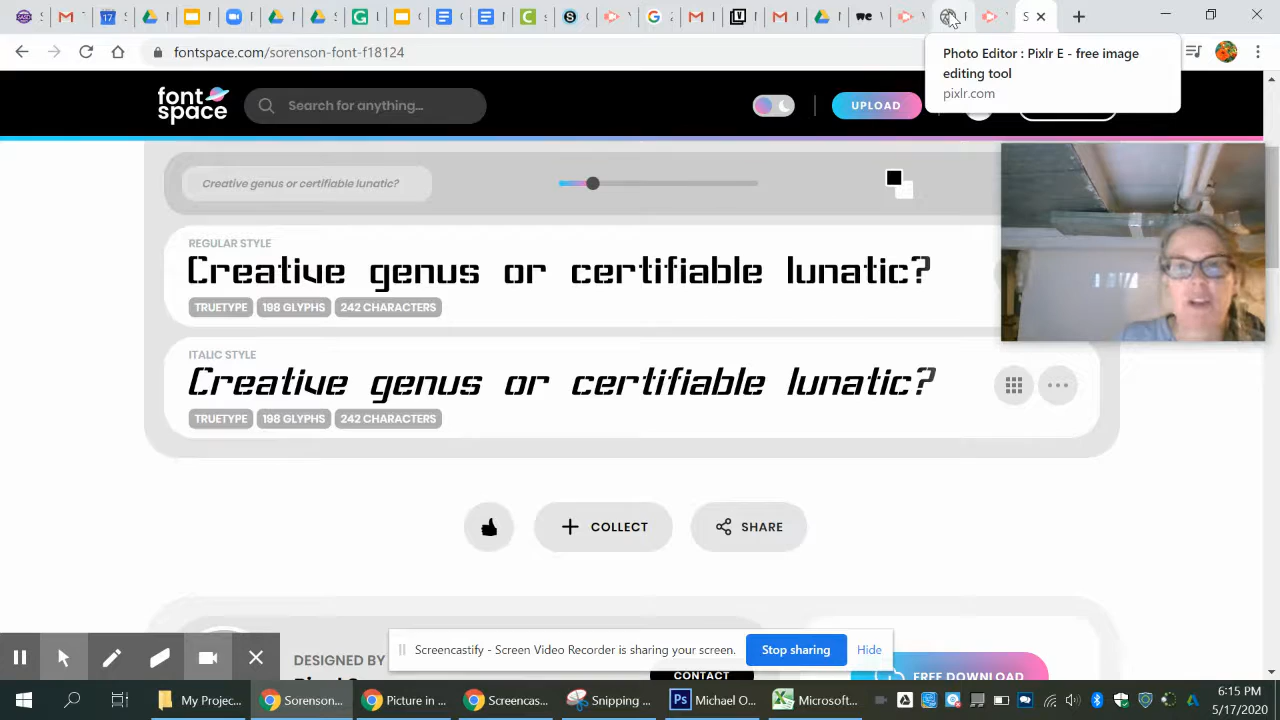 fontspace.com/sorenson-font-f18124
Photo Editor : Pixlr E - free image
editing tool
pixlr.com
font
space
Search for anything...
UPLOAD
Creative genus or certifiable lunatic?
REGULAR STYLE
Creative genus or certifiable lunatic?
TRUETYPE 198 GLYPHS 242 CHARACTERS
ITALIC STYLE
Creative genus or certifiable lunatic?
TRUETYPE 198 GLYPHS 242 CHARACTERS
COLLECT
SHARE
DESIGNED BY
CONTACT
FREE DOWNLOAD
Screencastify - Screen Video Recorder is sharing your screen.
Stop sharing
Hide
My Projec...
Sorenson...
Picture in ...
Screencas...
Snipping ...
Michael O...
Microsoft...
6:15 PM
5/17/2020